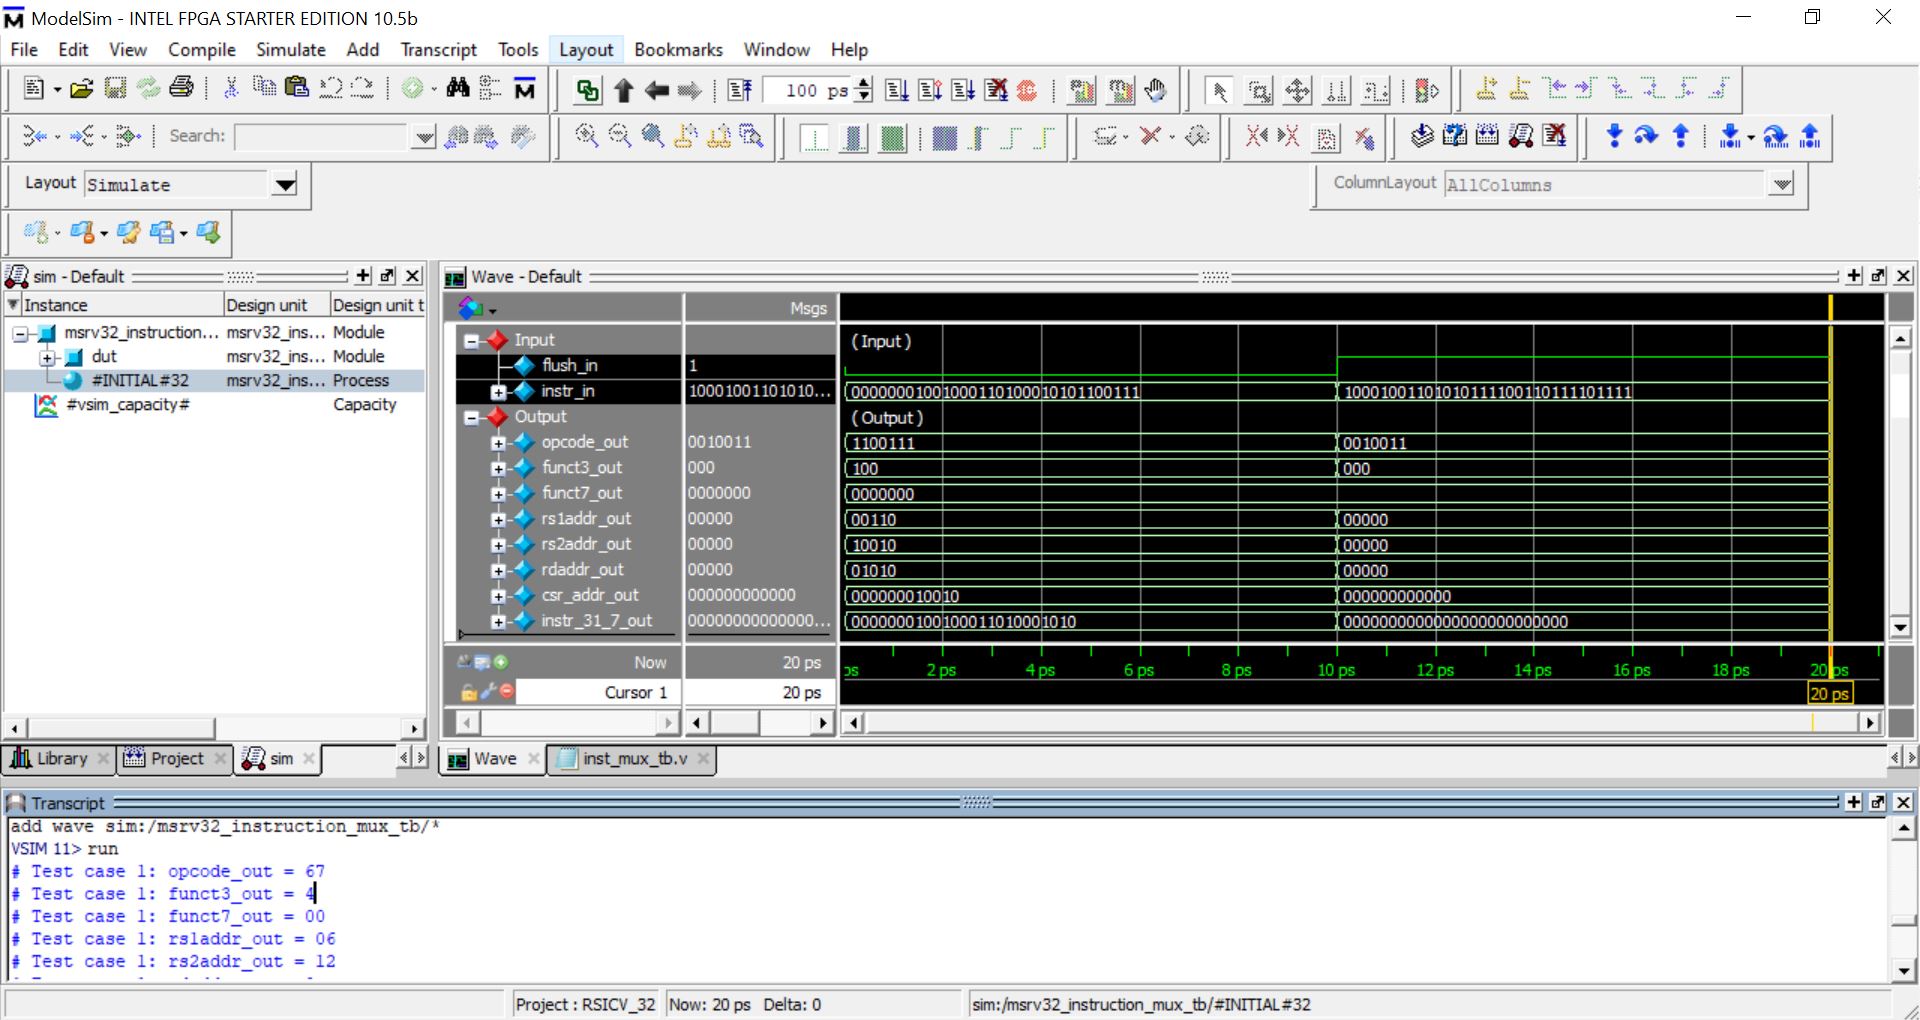 ModelSim - INTEL FPGA STARTER EDITION 10.5b
File Edit View Compile Simulate Add Transcript Tools Layout Bookmarks Window Help
100 ps
Search:
Layout Simulate
ColumnLayout AllColumns
sim - Default
Instance Design unit Design unit t
msrv32_instruction... msrv32_ins... Module
dut msrv32_ins... Module
#INITIAL#32 msrv32_ins... Process
#vsim_capacity# Capacity
Wave - Default
Msgs
Input (Input)
flush_in 1
instr_in 10001001101010... 00000001001000110100010101100111 10001001101010111100110111101111
Output (Output)
opcode_out 0010011 1100111 0010011
funct3_out 000 100 000
funct7_out 0000000 0000000
rs1addr_out 00000 00110 00000
rs2addr_out 00000 10010 00000
rdaddr_out 00000 01010 00000
csr_addr_out 000000000000 000000010010 000000000000
instr_31_7_out 00000000000000... 0000000100100011010001010 0000000000000000000000000
Now 20 ps ps 2 ps 4 ps 6 ps 8 ps 10 ps 12 ps 14 ps 16 ps 18 ps 20 ps
Cursor 1 20 ps 20 ps
Library Project sim
Wave inst_mux_tb.v
Transcript
add wave sim:/msrv32_instruction_mux_tb/*
VSIM 11> run
# Test case 1: opcode_out = 67
# Test case 1: funct3_out = 4
# Test case 1: funct7_out = 00
# Test case 1: rs1addr_out = 06
# Test case 1: rs2addr_out = 12
Project : RSICV_32 Now: 20 ps Delta: 0 sim:/msrv32_instruction_mux_tb/#INITIAL#32